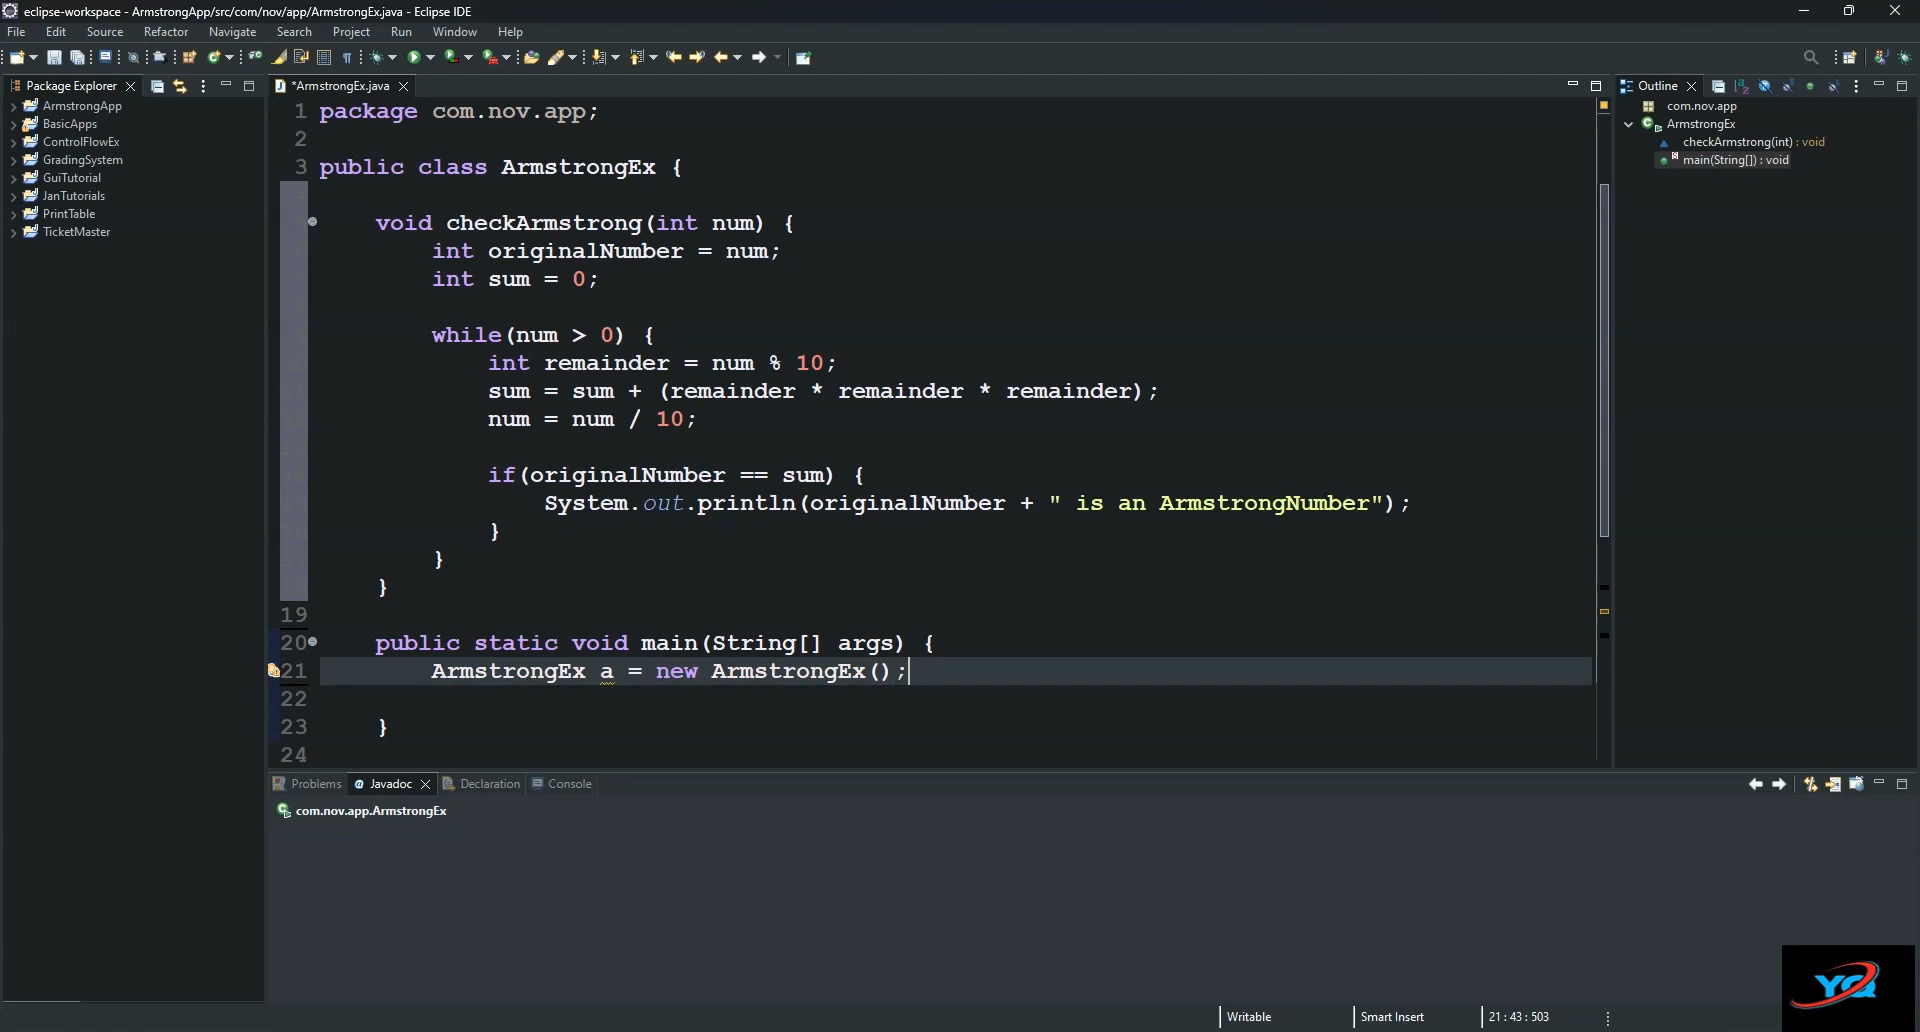 eclipse-workspace - ArmstrongApp/src/com/nov/app/ArmstrongEx.java - Eclipse IDE
File Edit Source Refactor Navigate Search Project Run Window Help
Package Explorer
ArmstrongApp
BasicApps
ControlFlowEx
GradingSystem
GuiTutorial
JanTutorials
PrintTable
TicketMaster
*ArmstrongEx.java
1 package com.nov.app;
2
3 public class ArmstrongEx {
void checkArmstrong(int num) {
int originalNumber = num;
int sum = 0;
while(num > 0) {
int remainder = num % 10;
sum = sum + (remainder * remainder * remainder);
num = num / 10;
if(originalNumber == sum) {
System.out.println(originalNumber + " is an ArmstrongNumber");
}
}
}
19
20 public static void main(String[] args) {
21 ArmstrongEx a = new ArmstrongEx();
22
23 }
24
Outline
com.nov.app
ArmstrongEx
checkArmstrong(int) : void
main(String[]) : void
Problems Javadoc Declaration Console
com.nov.app.ArmstrongEx
Writable Smart Insert 21 : 43 : 503
YQ